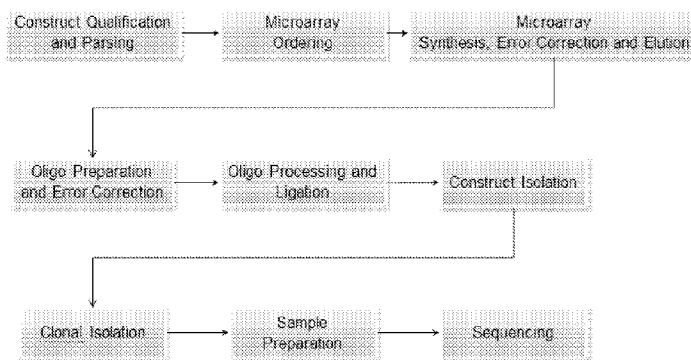 Construct Qualification
and Parsing
Microarray
Ordering
Microarray
Synthesis, Error Correction and Elution
Oligo Preparation
and Error Correction
Oligo Processing and
Ligation
Construct Isolation
Clonal Isolation
Sample
Preparation
Sequencing